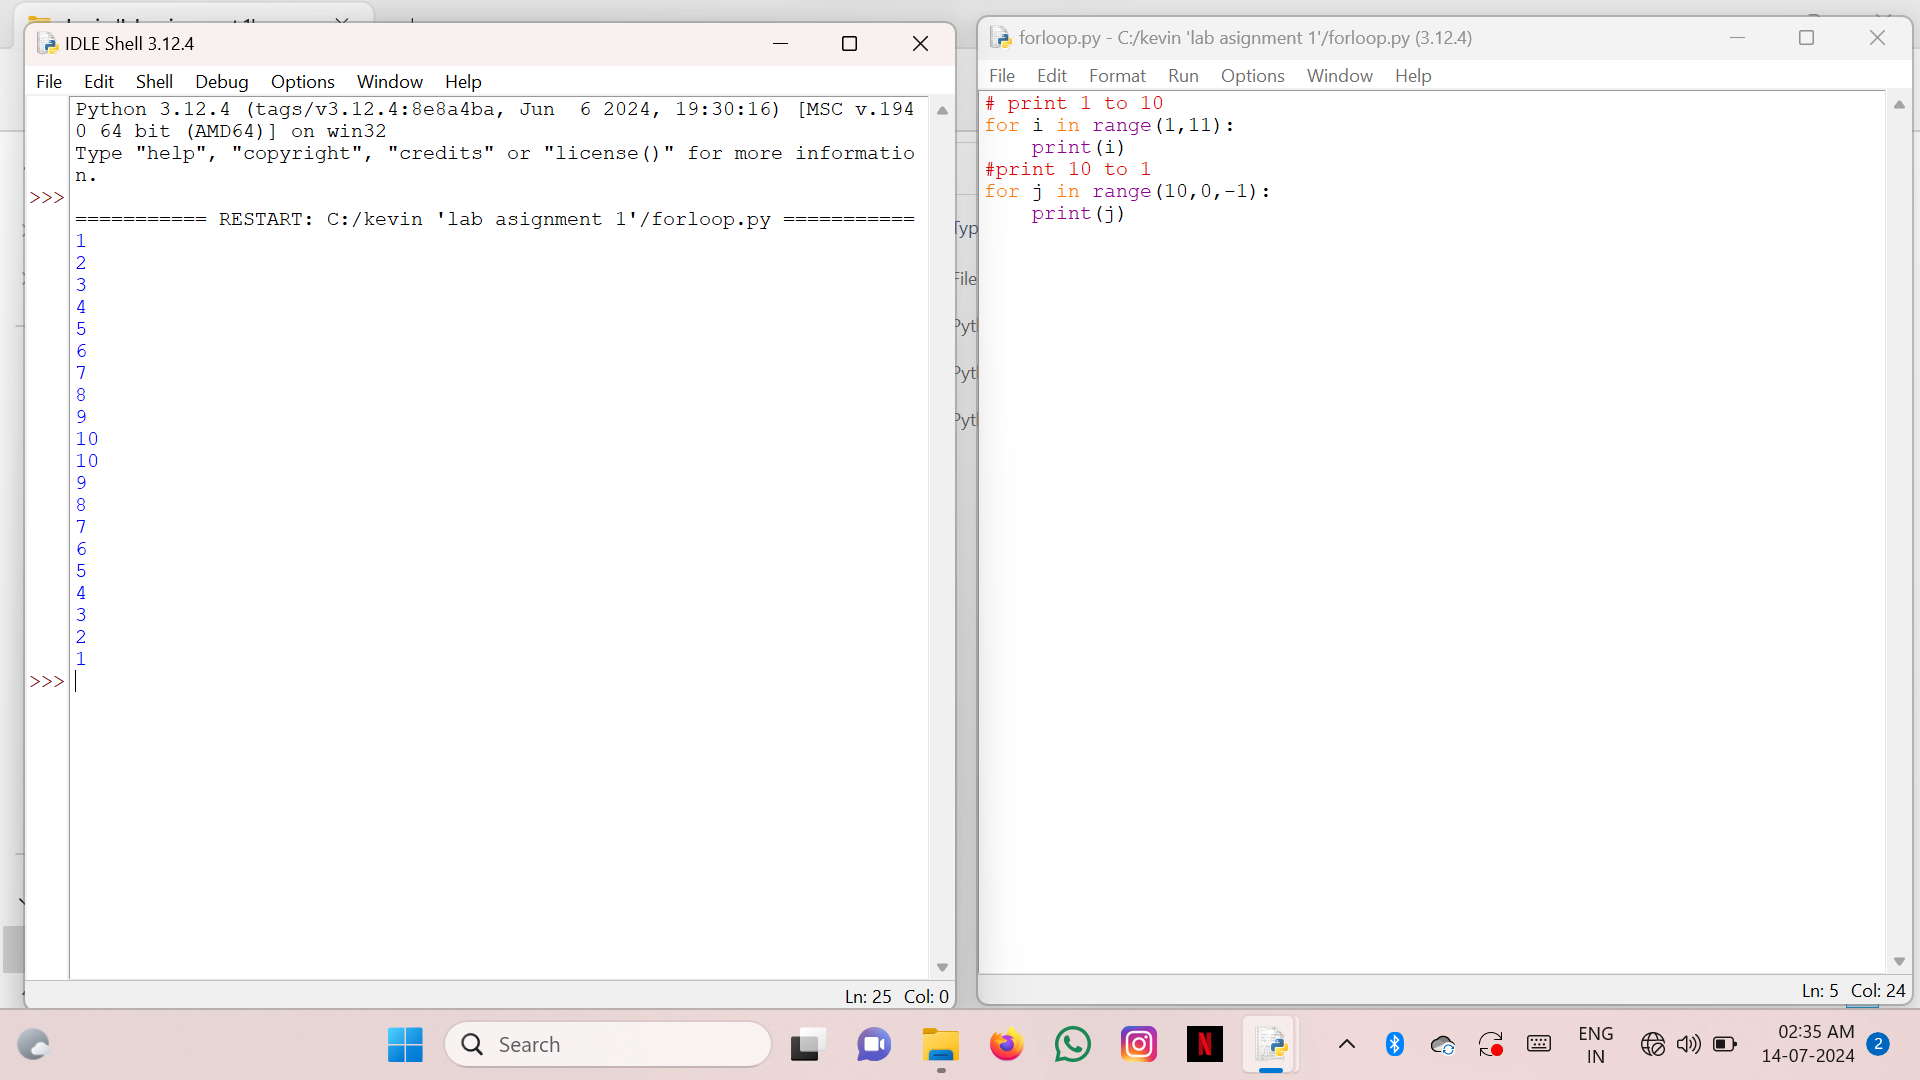 IDLE Shell 3.12.4
File Edit Shell Debug Options Window Help
Python 3.12.4 (tags/v3.12.4:8e8a4ba, Jun  6 2024, 19:30:16) [MSC v.194
0 64 bit (AMD64)] on win32
Type "help", "copyright", "credits" or "license()" for more informatio
n.
>>>
=========== RESTART: C:/kevin 'lab asignment 1'/forloop.py ===========
1
2
3
4
5
6
7
8
9
10
10
9
8
7
6
5
4
3
2
1
>>>
Ln: 25 Col: 0
forloop.py - C:/kevin 'lab asignment 1'/forloop.py (3.12.4)
File Edit Format Run Options Window Help
# print 1 to 10
for i in range(1,11):
    print(i)
#print 10 to 1
for j in range(10,0,-1):
    print(j)
Ln: 5 Col: 24
Typ
File
Pyt
Pyt
Pyt
Search
ENG
IN
02:35 AM
14-07-2024
2